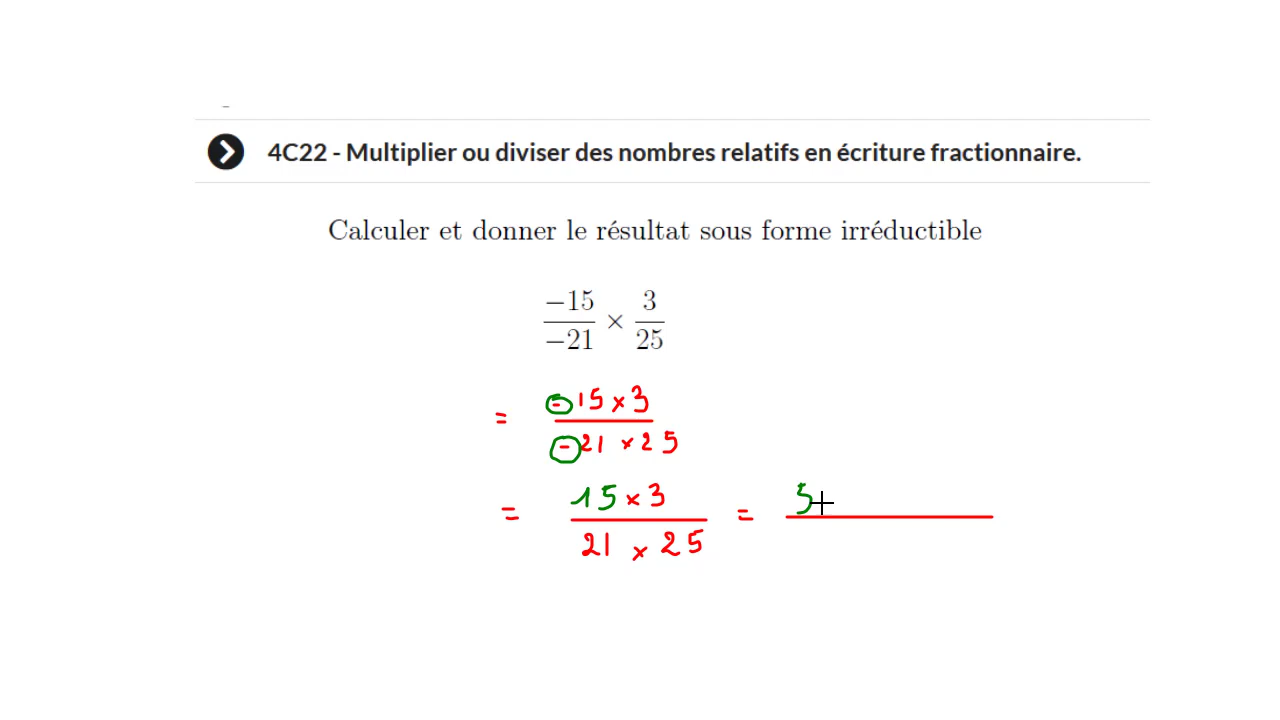 4C22 - Multiplier ou diviser des nombres relatifs en écriture fractionnaire.
Calculer et donner le résultat sous forme irréductible
−15/−21 × 3/25
= -15 × 3 / -21 × 25
= 15 × 3 / 21 × 25 = 5